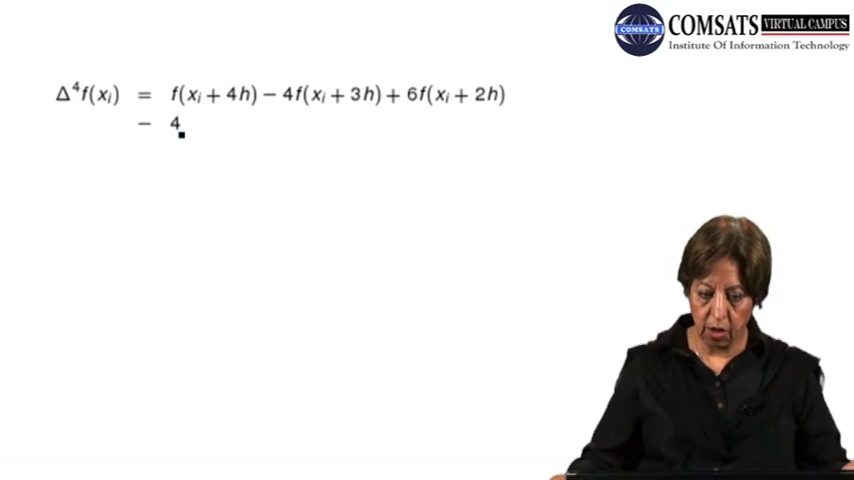 COMSATS VIRTUAL CAMPUS
COMSATS
Institute Of Information Technology
Δ⁴f(xᵢ) = f(xᵢ + 4h) − 4f(xᵢ + 3h) + 6f(xᵢ + 2h)
− 4